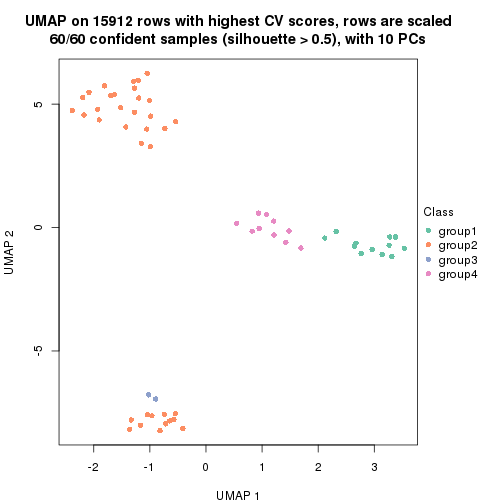 UMAP on 15912 rows with highest CV scores, rows are scaled
60/60 confident samples (silhouette > 0.5), with 10 PCs
5
0
-5
UMAP 2
-2
-1
0
1
2
3
UMAP 1
Class
group1
group2
group3
group4